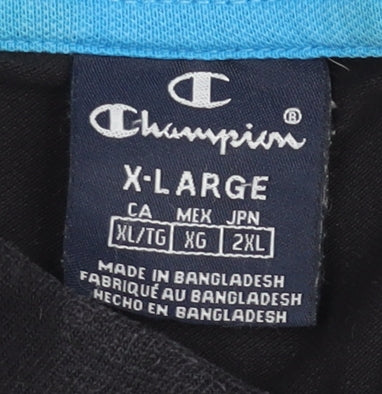 Champion®
X-LARGE
CA MEX JPN
XL/TG XG 2XL
MADE IN BANGLADESH
FABRIQUÉ AU BANGLADESH
HECHO EN BANGLADESH